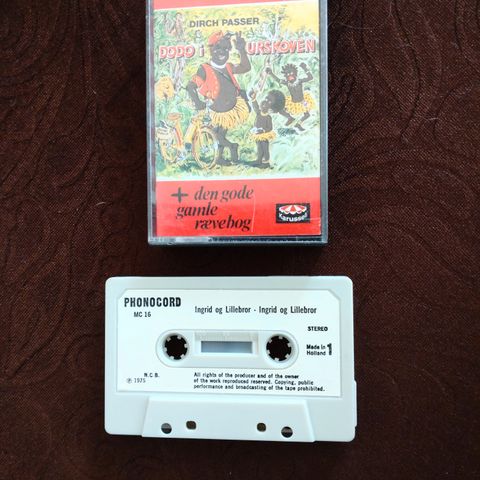 DIRCH PASSER
DODO i URSKOVEN
+ den gode
gamle
rævebog
karussell
PHONOCORD
MC 16
Ingrid og Lillebror - Ingrid og Lillebror
STEREO
Made in
Holland
1
N.C.B.
℗ 1975
All rights of the producer and of the owner
of the work reproduced reserved. Copying, public
performance and broadcasting of the tape prohibited.